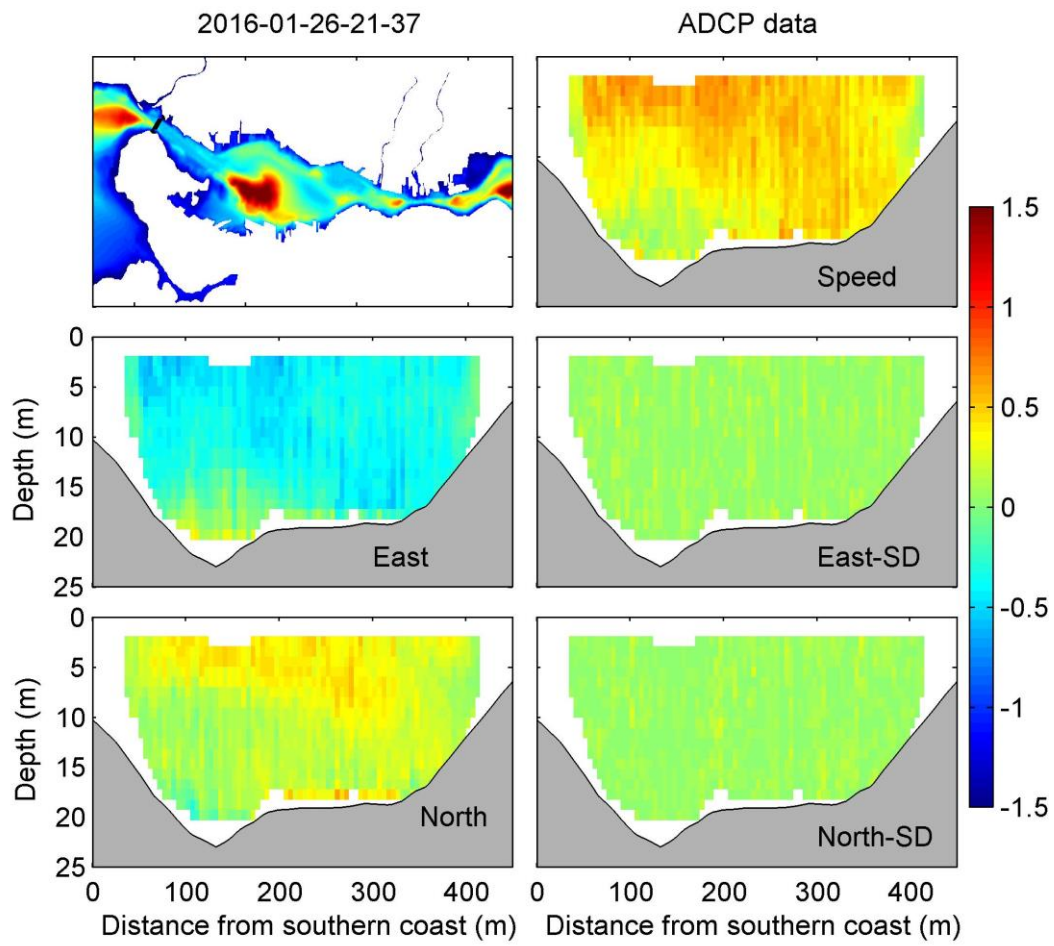 2016-01-26-21-37
ADCP data
Speed
1.5
1
0.5
0
-0.5
-1
-1.5
0
5
10
15
20
25
Depth (m)
East
East-SD
0
5
10
15
20
25
Depth (m)
North
North-SD
0 100 200 300 400
0 100 200 300 400
Distance from southern coast (m)
Distance from southern coast (m)